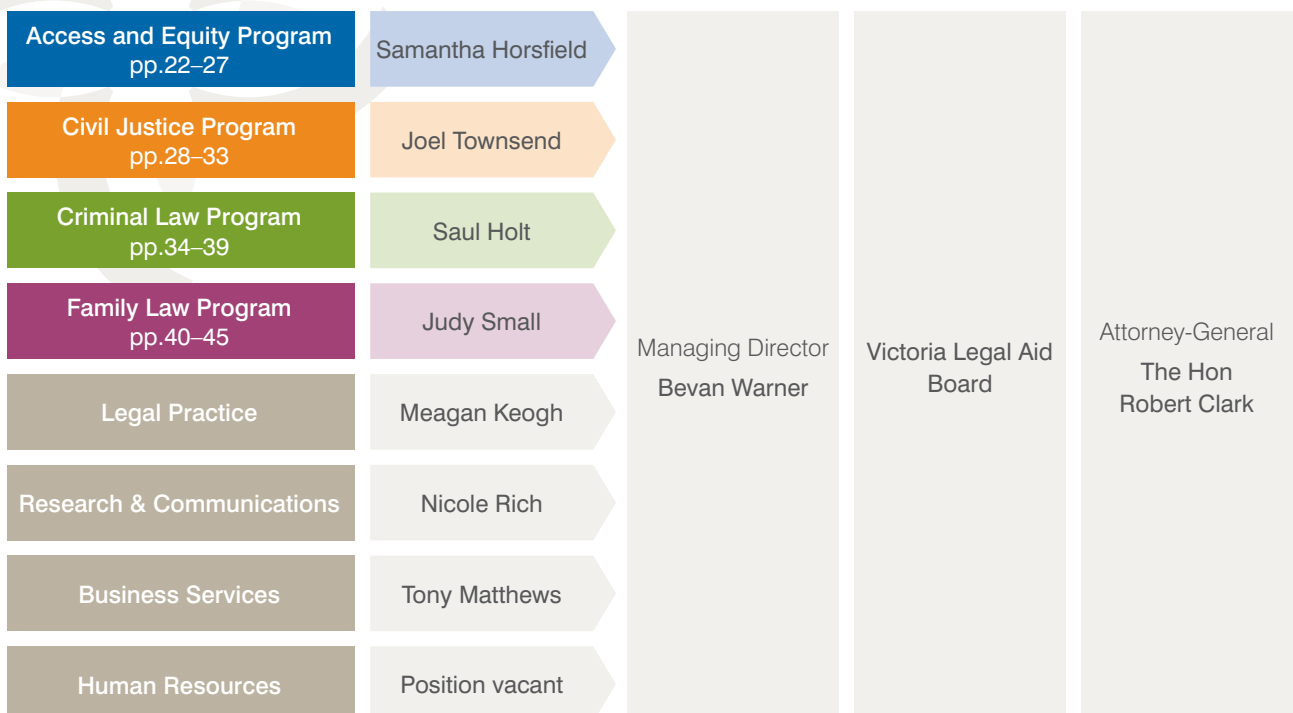 Access and Equity Program
pp.22–27
Samantha Horsfield
Civil Justice Program
pp.28–33
Joel Townsend
Criminal Law Program
pp.34–39
Saul Holt
Family Law Program
pp.40–45
Judy Small
Legal Practice
Meagan Keogh
Research & Communications
Nicole Rich
Business Services
Tony Matthews
Human Resources
Position vacant
Managing Director
Bevan Warner
Victoria Legal Aid
Board
Attorney-General
The Hon
Robert Clark